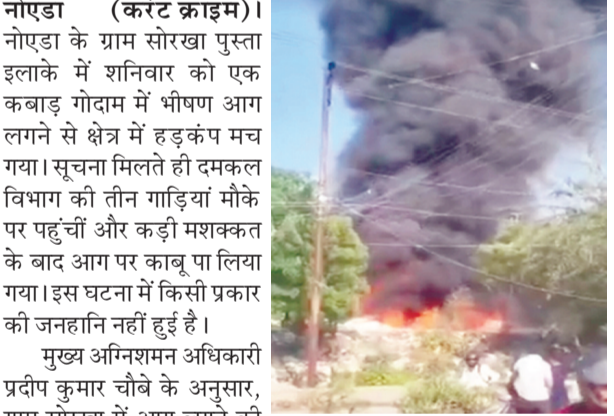 नोएडा (करंट क्राइम)।
नोएडा के ग्राम सोरखा पुस्ता
इलाके में शनिवार को एक
कबाड़ गोदाम में भीषण आग
लगने से क्षेत्र में हड़कंप मच
गया। सूचना मिलते ही दमकल
विभाग की तीन गाड़ियां मौके
पर पहुंचीं और कड़ी मशक्कत
के बाद आग पर काबू पा लिया
गया। इस घटना में किसी प्रकार
की जनहानि नहीं हुई है।
मुख्य अग्निशमन अधिकारी
प्रदीप कुमार चौबे के अनुसार,